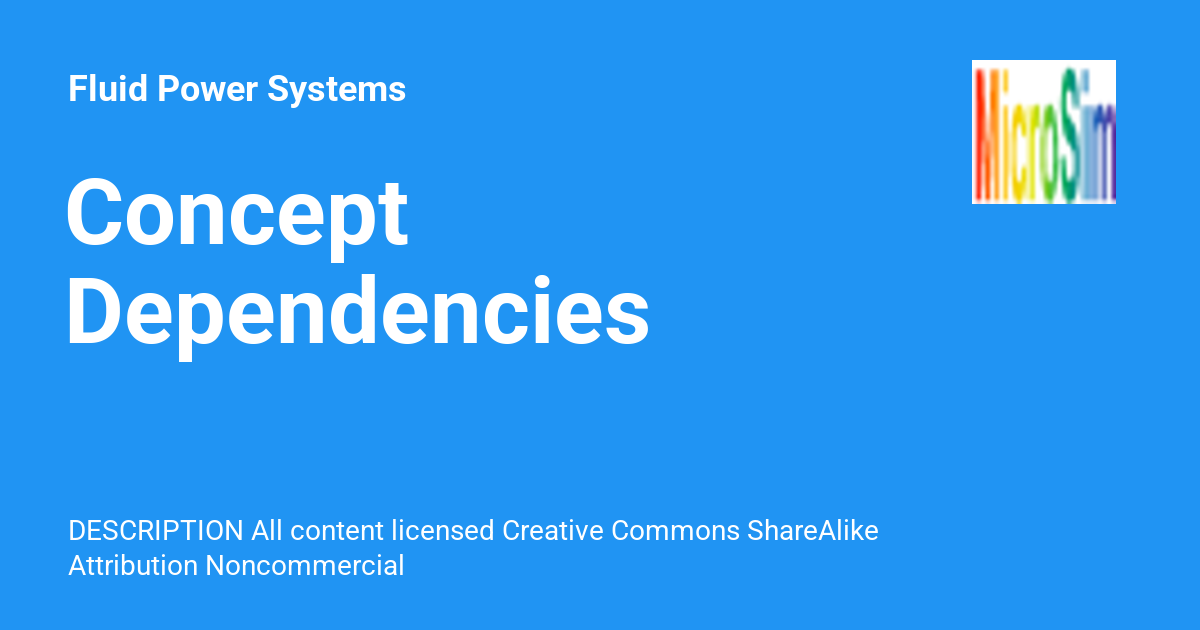 Fluid Power Systems
MicroSim
Concept
Dependencies
DESCRIPTION All content licensed Creative Commons ShareAlike
Attribution Noncommercial